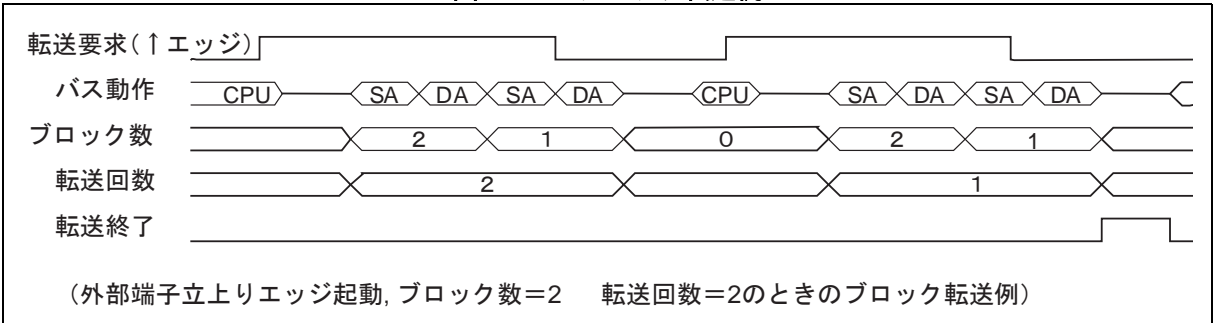 転送要求(↑エッジ)
バス動作 CPU SA DA SA DA CPU SA DA SA DA
ブロック数 2 1 0 2 1
転送回数 2 1
転送終了
(外部端子立上りエッジ起動, ブロック数=2 転送回数=2のときのブロック転送例)